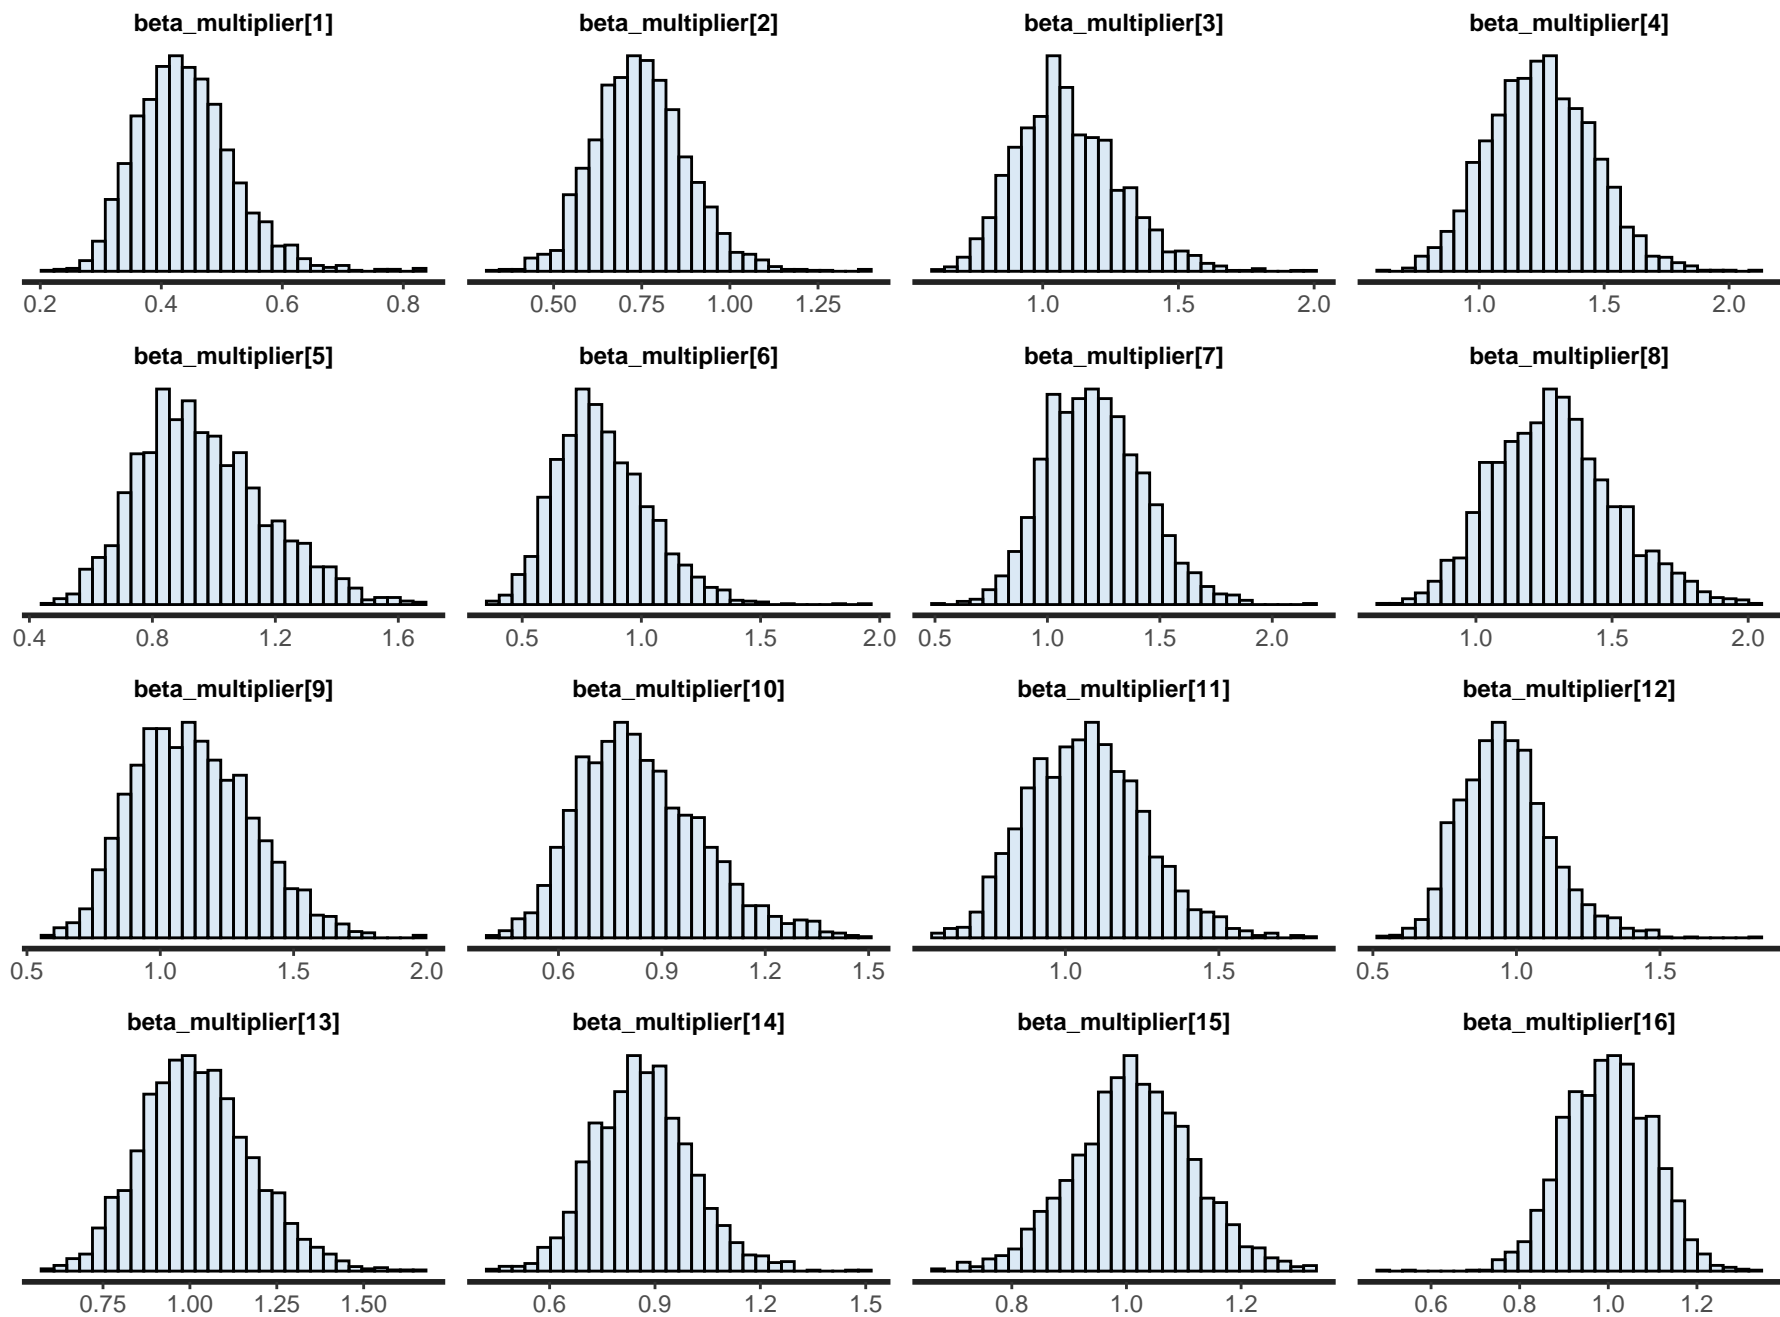 beta_multiplier[1] beta_multiplier[2] beta_multiplier[3] beta_multiplier[4]
0.2 0.4 0.6 0.8 0.50 0.75 1.00 1.25 1.0 1.5 2.0 1.0 1.5 2.0
beta_multiplier[5] beta_multiplier[6] beta_multiplier[7] beta_multiplier[8]
0.4 0.8 1.2 1.6 0.5 1.0 1.5 2.0 0.5 1.0 1.5 2.0 1.0 1.5 2.0
beta_multiplier[9] beta_multiplier[10] beta_multiplier[11] beta_multiplier[12]
0.5 1.0 1.5 2.0 0.6 0.9 1.2 1.5 1.0 1.5 0.5 1.0 1.5
beta_multiplier[13] beta_multiplier[14] beta_multiplier[15] beta_multiplier[16]
0.75 1.00 1.25 1.50 0.6 0.9 1.2 1.5 0.8 1.0 1.2 0.6 0.8 1.0 1.2